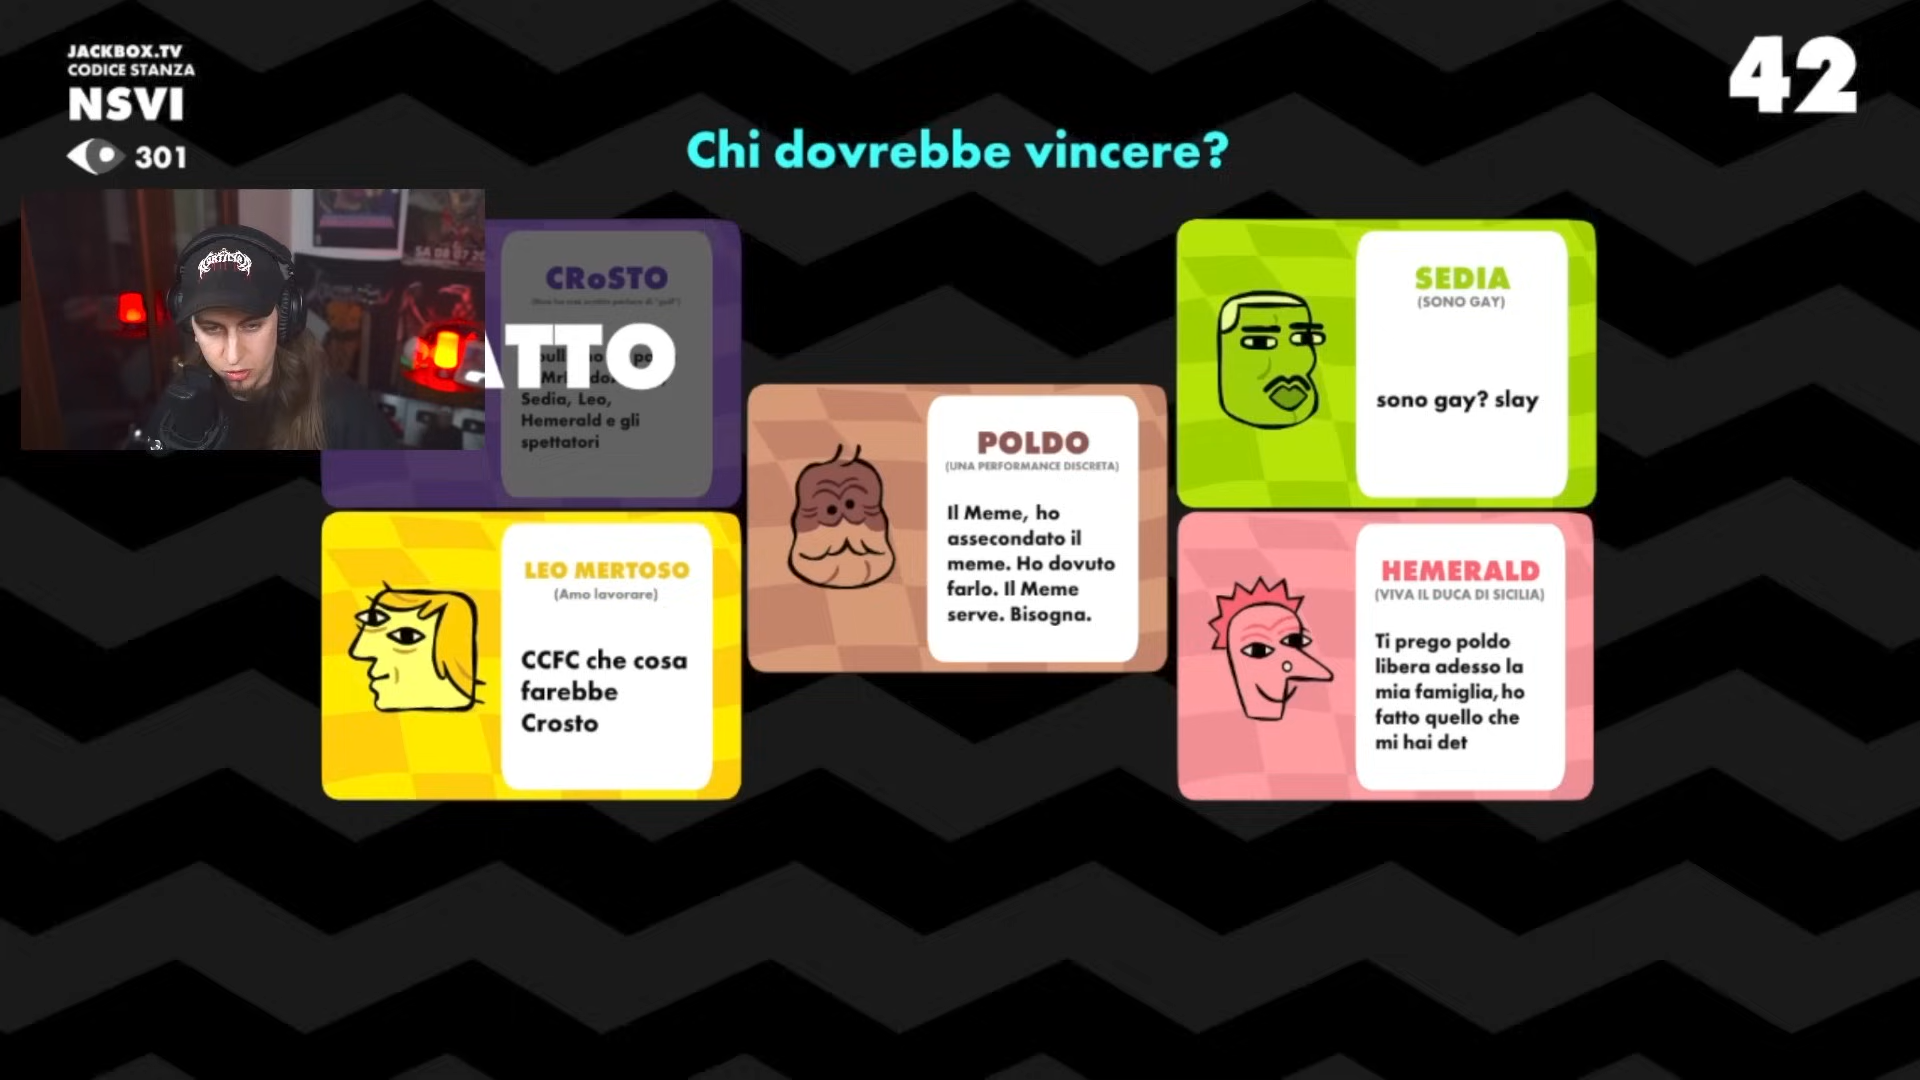 JACKBOX.TV
CODICE STANZA
NSVI
301
42
Chi dovrebbe vincere?
CRoSTO
ATTO
Sedia, Leo,
Hemerald e gli
spettatori
SEDIA
(SONO GAY)
sono gay? slay
POLDO
(UNA PERFORMANCE DISCRETA)
Il Meme, ho
assecondato il
meme. Ho dovuto
farlo. Il Meme
serve. Bisogna.
LEO MERTOSO
(Amo lavorare)
CCFC che cosa
farebbe
Crosto
HEMERALD
(VIVA IL DUCA DI SICILIA)
Ti prego poldo
libera adesso la
mia famiglia, ho
fatto quello che
mi hai det